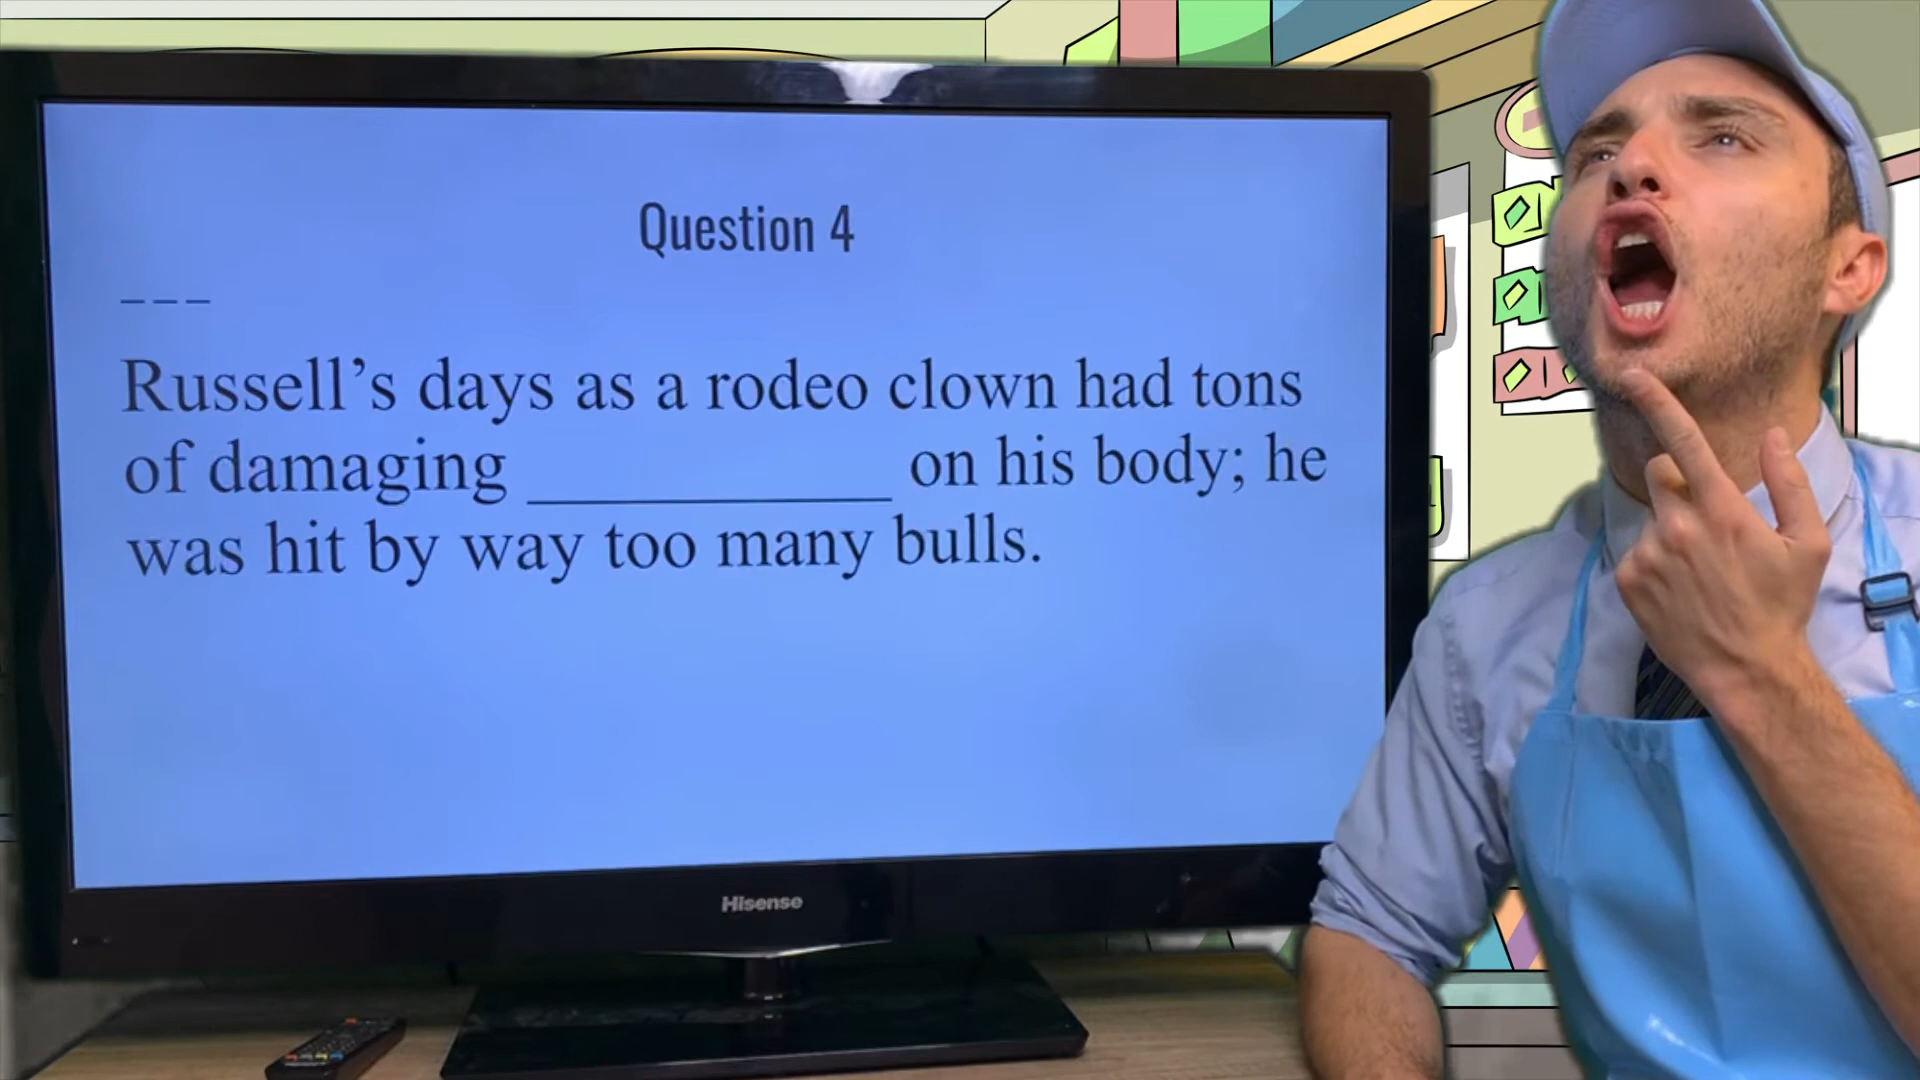 Question 4
———
Russell’s days as a rodeo clown had tons
of damaging ____________ on his body; he
was hit by way too many bulls.
Hisense